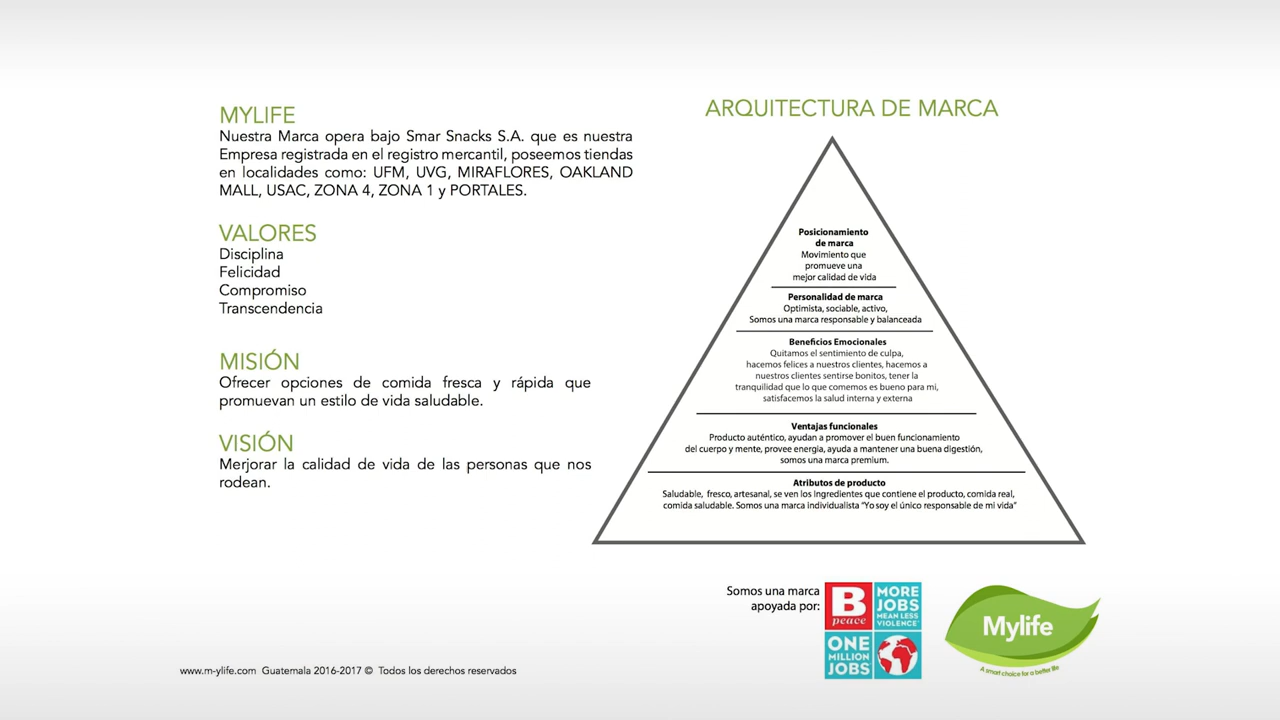 MYLIFE
Nuestra Marca opera bajo Smar Snacks S.A. que es nuestra
Empresa registrada en el registro mercantil, poseemos tiendas
en localidades como: UFM, UVG, MIRAFLORES, OAKLAND
MALL, USAC, ZONA 4, ZONA 1 y PORTALES.
VALORES
Disciplina
Felicidad
Compromiso
Transcendencia
MISIÓN
Ofrecer opciones de comida fresca y rápida que
promuevan un estilo de vida saludable.
VISIÓN
Merjorar la calidad de vida de las personas que nos
rodean.
ARQUITECTURA DE MARCA
Posicionamiento
de marca
Movimiento que
promueve una
mejor calidad de vida
Personalidad de marca
Optimista, sociable, activo,
Somos una marca responsable y balanceada
Beneficios Emocionales
Quitamos el sentimiento de culpa,
hacemos felices a nuestros clientes, hacemos a
nuestros clientes sentirse bonitos, tener la
tranquilidad que lo que comemos es bueno para mi,
satisfacemos la salud interna y externa
Ventajas funcionales
Producto auténtico, ayudan a promover el buen funcionamiento
del cuerpo y mente, provee energia, ayuda a mantener una buena digestión,
somos una marca premium.
Atributos de producto
Saludable, fresco, artesanal, se ven los Ingredientes que contiene el producto, comida real,
comida saludable. Somos una marca individualista "Yo soy el único responsable de mi vida"
Somos una marca
apoyada por:
B
peace
MORE
JOBS
MEAN LESS
VIOLENCE
ONE
MILLION
JOBS
Mylife
A smart choice for a better life
www.m-ylife.com Guatemala 2016-2017 © Todos los derechos reservados